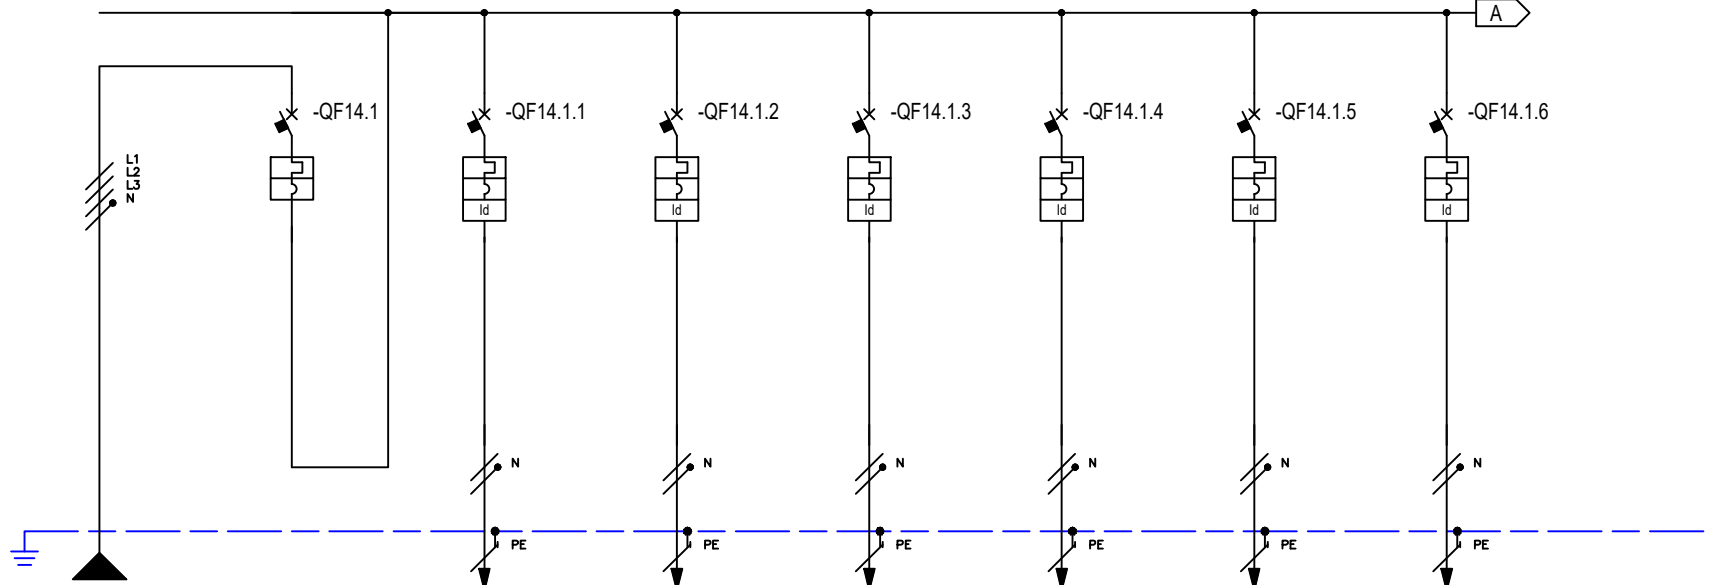 A
-QF14.1
-QF14.1.1
-QF14.1.2
-QF14.1.3
-QF14.1.4
-QF14.1.5
-QF14.1.6
L1
L2
L3
N
Id
Id
Id
Id
Id
Id
N
N
N
N
N
N
PE
PE
PE
PE
PE
PE